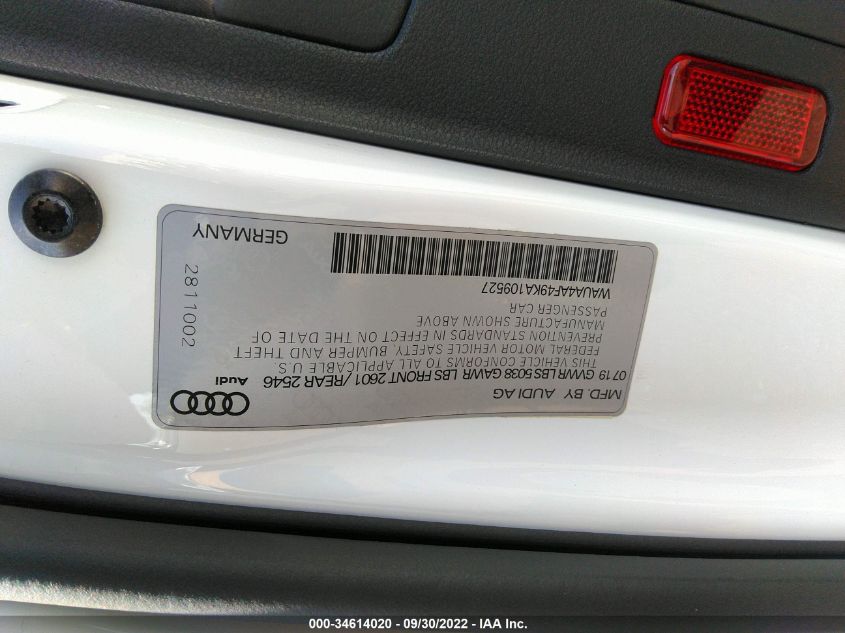 MFD. BY AUDI AG
0719 GVWR LBS 5038 GAWR LBS FRONT 2601 / REAR 2546
Audi
THIS VEHICLE CONFORMS TO ALL APPLICABLE U.S.
FEDERAL MOTOR VEHICLE SAFETY, BUMPER AND THEFT
PREVENTION STANDARDS IN EFFECT ON THE DATE OF
MANUFACTURE SHOWN ABOVE
PASSENGER CAR
WAUA4AF49KA109527
2811002
GERMANY
000-34614020 - 09/30/2022 - IAA Inc.